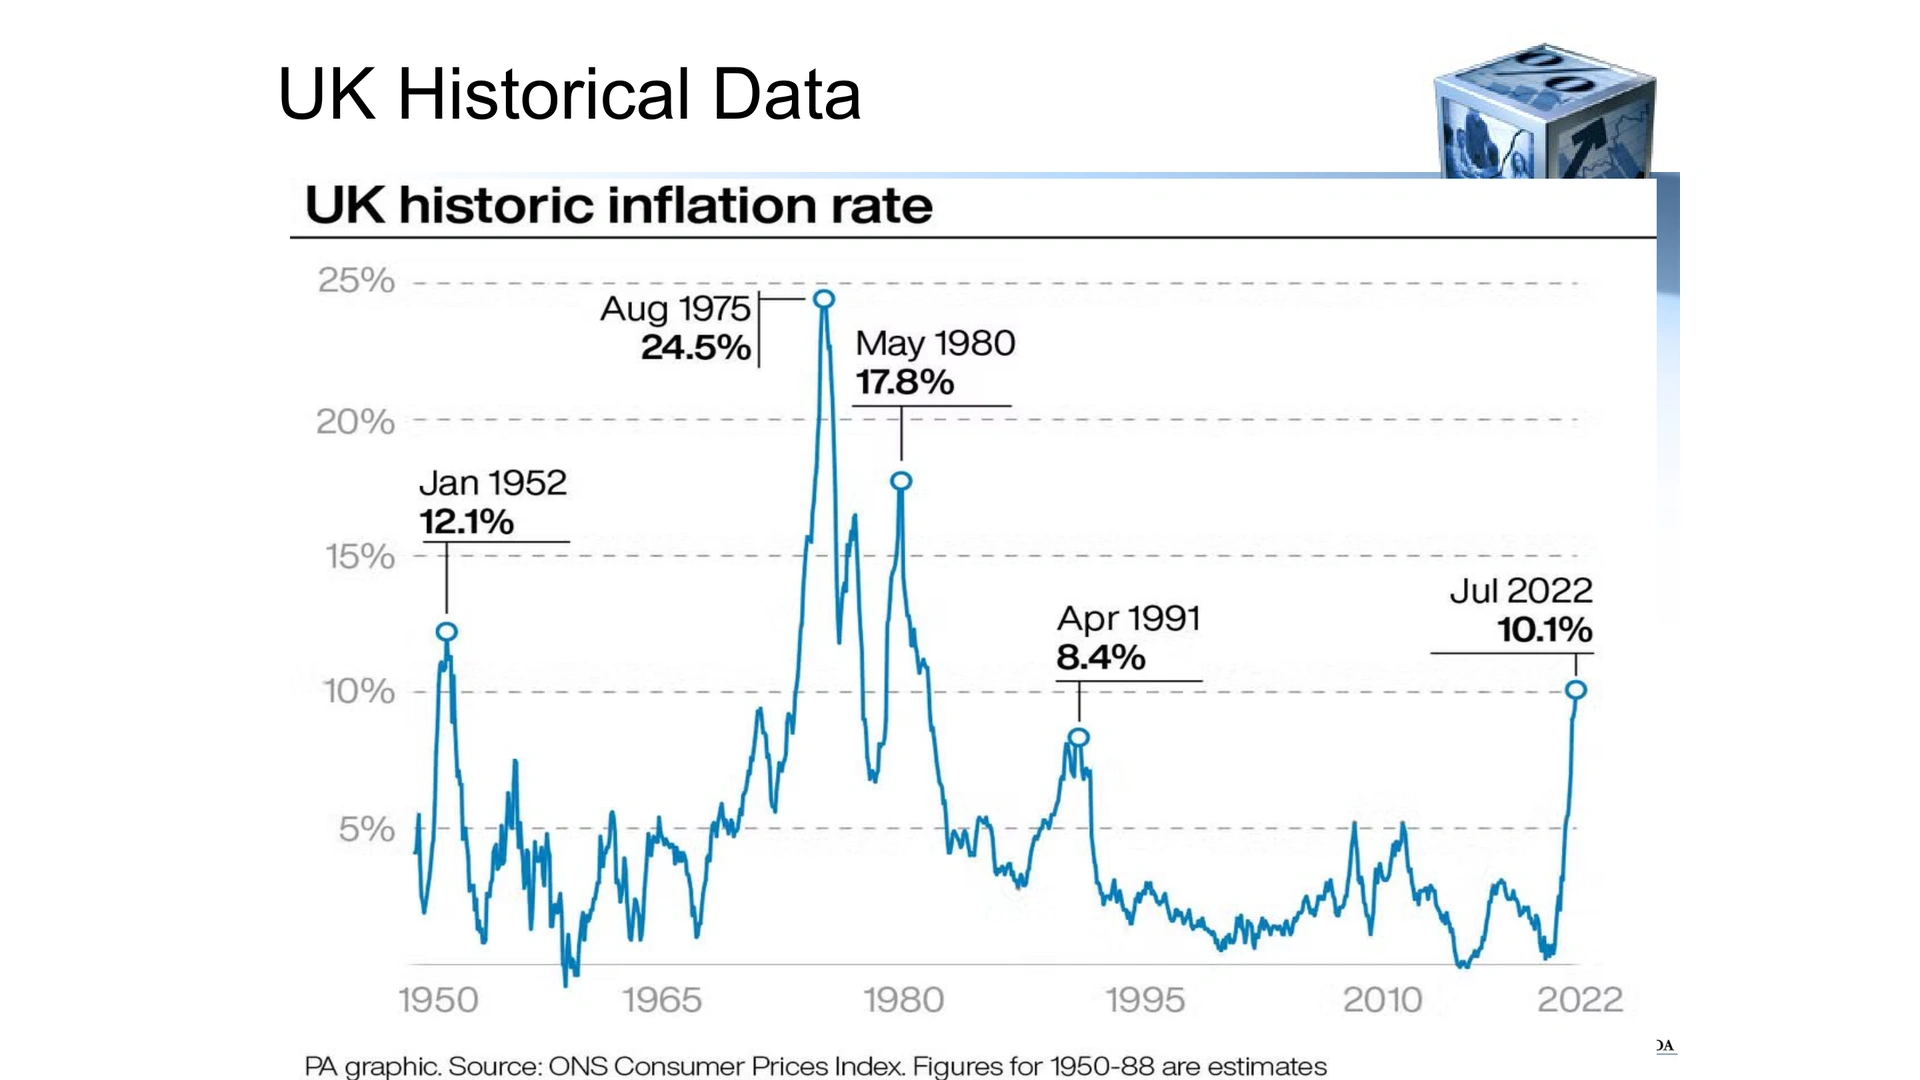 UK Historical Data
%
UK historic inflation rate
25%
Aug 1975
24.5%
May 1980
17.8%
20%
Jan 1952
12.1%
15%
Jul 2022
10.1%
Apr 1991
8.4%
10%
5%
1950 1965 1980 1995 2010 2022
PA graphic. Source: ONS Consumer Prices Index. Figures for 1950-88 are estimates